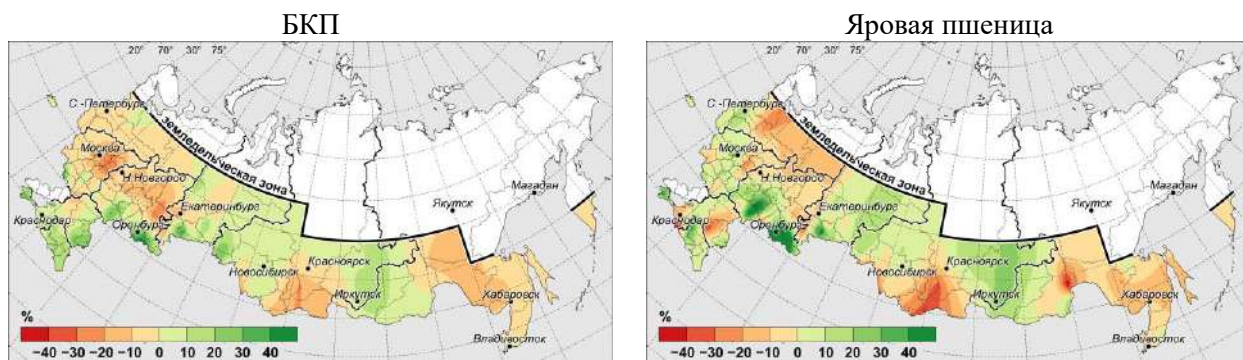 БКП
20° 70° 30° 75°
С.-Петербург
земледельческая зона
Москва
Н.Новгород
Магадан
Краснодар
Екатеринбург
Якутск
Оренбург
Новосибирск
Красноярск
Иркутск
Хабаровск
Владивосток
%
−40 −30 −20 −10 0 10 20 30 40
Яровая пшеница
20° 70° 30° 75°
С.-Петербург
земледельческая зона
Москва
Н.Новгород
Магадан
Краснодар
Екатеринбург
Якутск
Оренбург
Новосибирск
Красноярск
Иркутск
Хабаровск
Владивосток
%
−40 −30 −20 −10 0 10 20 30 40